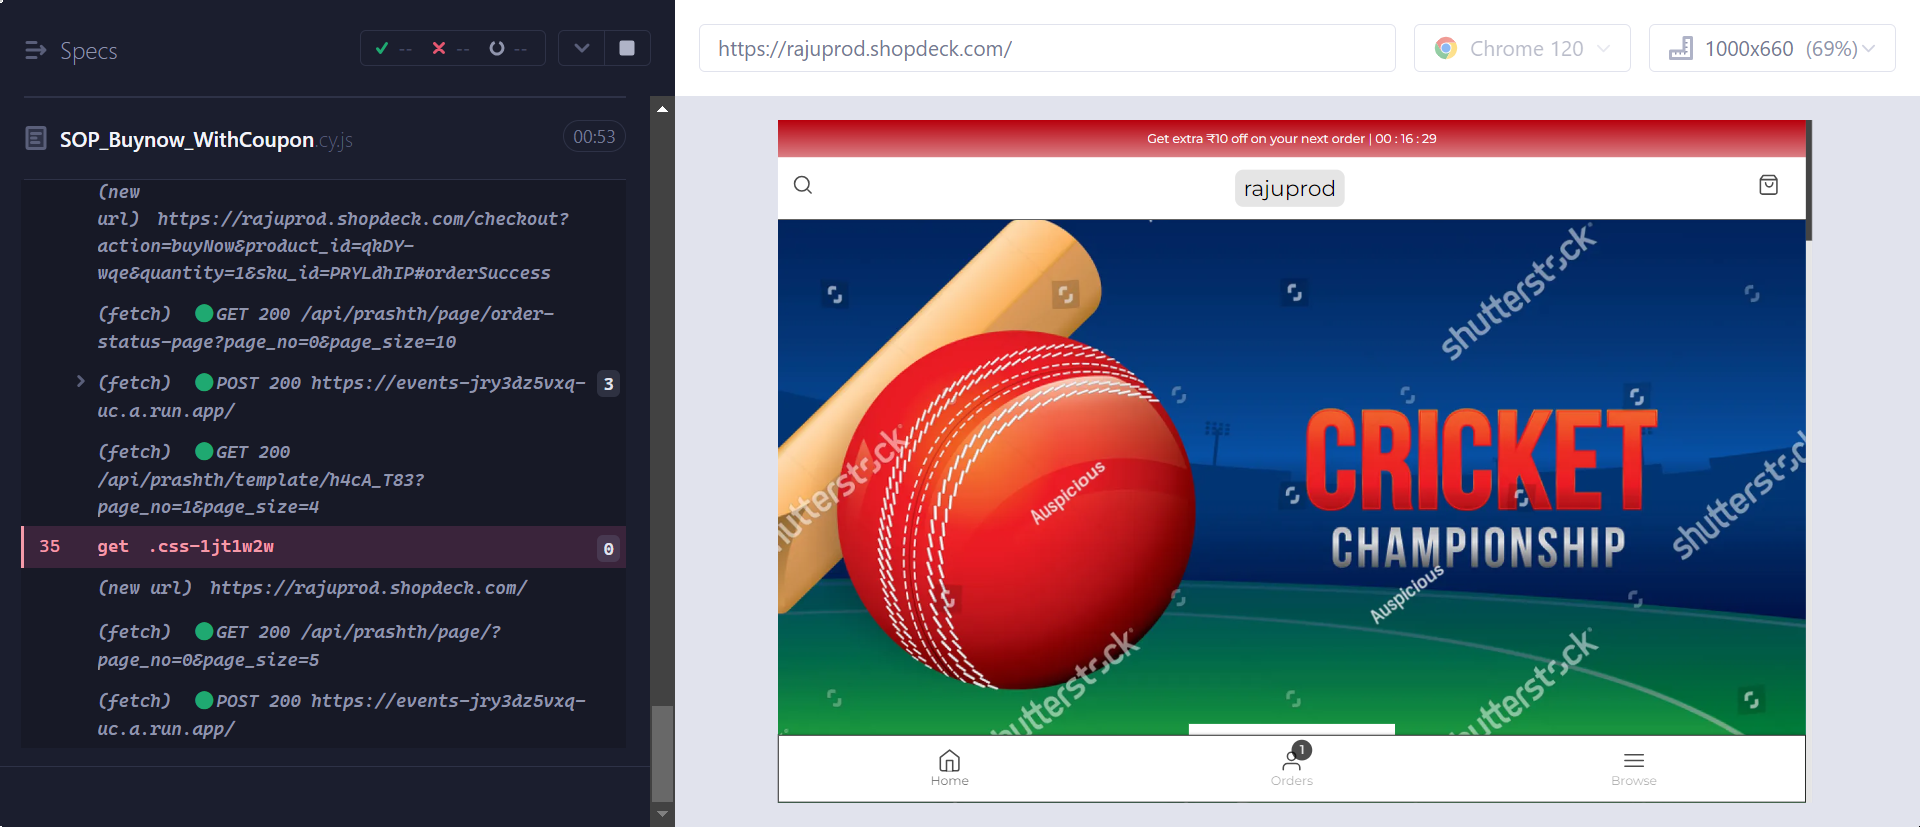 Specs
-- -- --
SOP_Buynow_WithCoupon.cy.js
00:53
(new
url) https://rajuprod.shopdeck.com/checkout?
action=buyNow&product_id=qkDY-
wqe&quantity=1&sku_id=PRYLdhIP#orderSuccess
(fetch) GET 200 /api/prashth/page/order-
status-page?page_no=0&page_size=10
(fetch) POST 200 https://events-jry3dz5vxq- 3
uc.a.run.app/
(fetch) GET 200
/api/prashth/template/h4cA_T83?
page_no=1&page_size=4
35 get .css-1jt1w2w 0
(new url) https://rajuprod.shopdeck.com/
(fetch) GET 200 /api/prashth/page/?
page_no=0&page_size=5
(fetch) POST 200 https://events-jry3dz5vxq-
uc.a.run.app/
https://rajuprod.shopdeck.com/
Chrome 120
1000x660 (69%)
Get extra ₹10 off on your next order | 00 : 16 : 29
rajuprod
shutterstock
shutterstock
Auspicious
CRICKET
CHAMPIONSHIP
shutterstock
Auspicious
shutterstock
shutterstock
Home
1
Orders
Browse